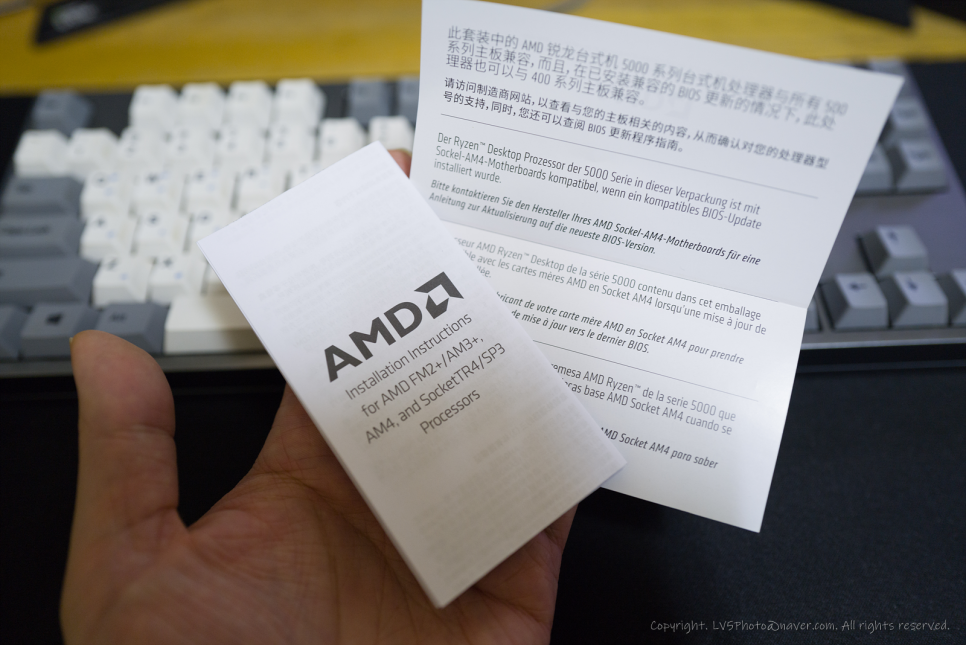 此套装中的 AMD 锐龙台式机 5000 系列台式机处理器与所有 500
系列主板兼容，而且，在已安装兼容的 BIOS 更新的情况下，此处
理器也可以与 400 系列主板兼容。
请访问制造商网站，以查看与您的主板相关的内容，从而确认对您的处理器型
号的支持，同时，您还可以查阅 BIOS 更新程序指南。
Der Ryzen™ Desktop Prozessor der 5000 Serie in dieser Verpackung ist mit
Sockel-AM4-Motherboards kompatibel, wenn ein kompatibles BIOS-Update
installiert wurde.
Bitte kontaktieren Sie den Hersteller Ihres AMD Sockel-AM4-Motherboards für eine
Anleitung zur Aktualisierung auf die neueste BIOS-Version.
AMD Ryzen™ Desktop de la série 5000 contenu dans cet emballage
avec les cartes mères AMD en Socket AM4 lorsqu'une mise à jour de
de votre carte mère AMD en Socket AM4 pour prendre
de mise à jour vers le dernier BIOS.
AMD Ryzen™ de la serie 5000 que
base AMD Socket AM4 cuando se
AMD Socket AM4 para saber
AMD
Installation Instructions
for AMD FM2+/AM3+,
AM4, and SocketTR4/SP3
Processors
Copyright. LV5Photo@naver.com. All rights reserved.